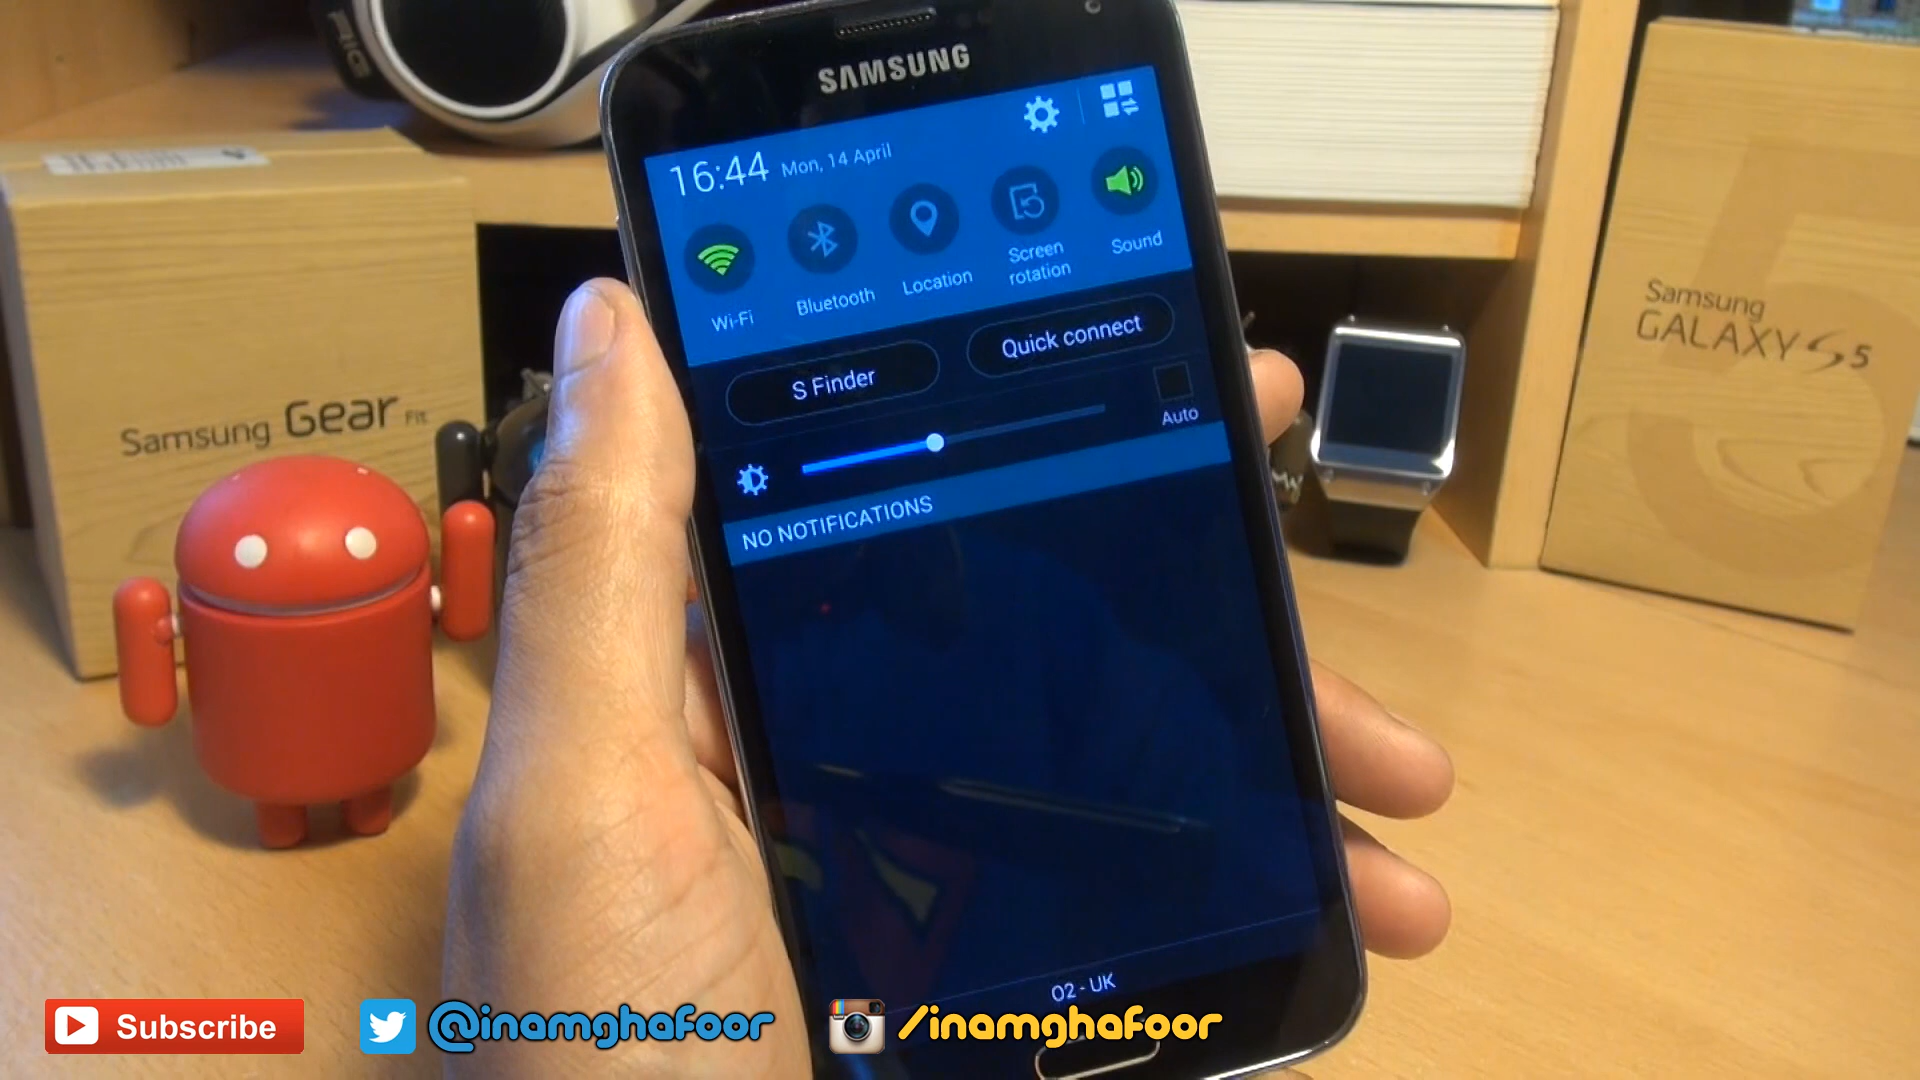 RIG
SAMSUNG
16:44 Mon, 14 April
Wi-Fi
Bluetooth
Location
Screen
rotation
Sound
S Finder
Quick connect
Auto
NO NOTIFICATIONS
O2 - UK
Samsung Gear Fit
Samsung
GALAXY S5
Subscribe
@inamghafoor
/inamghafoor